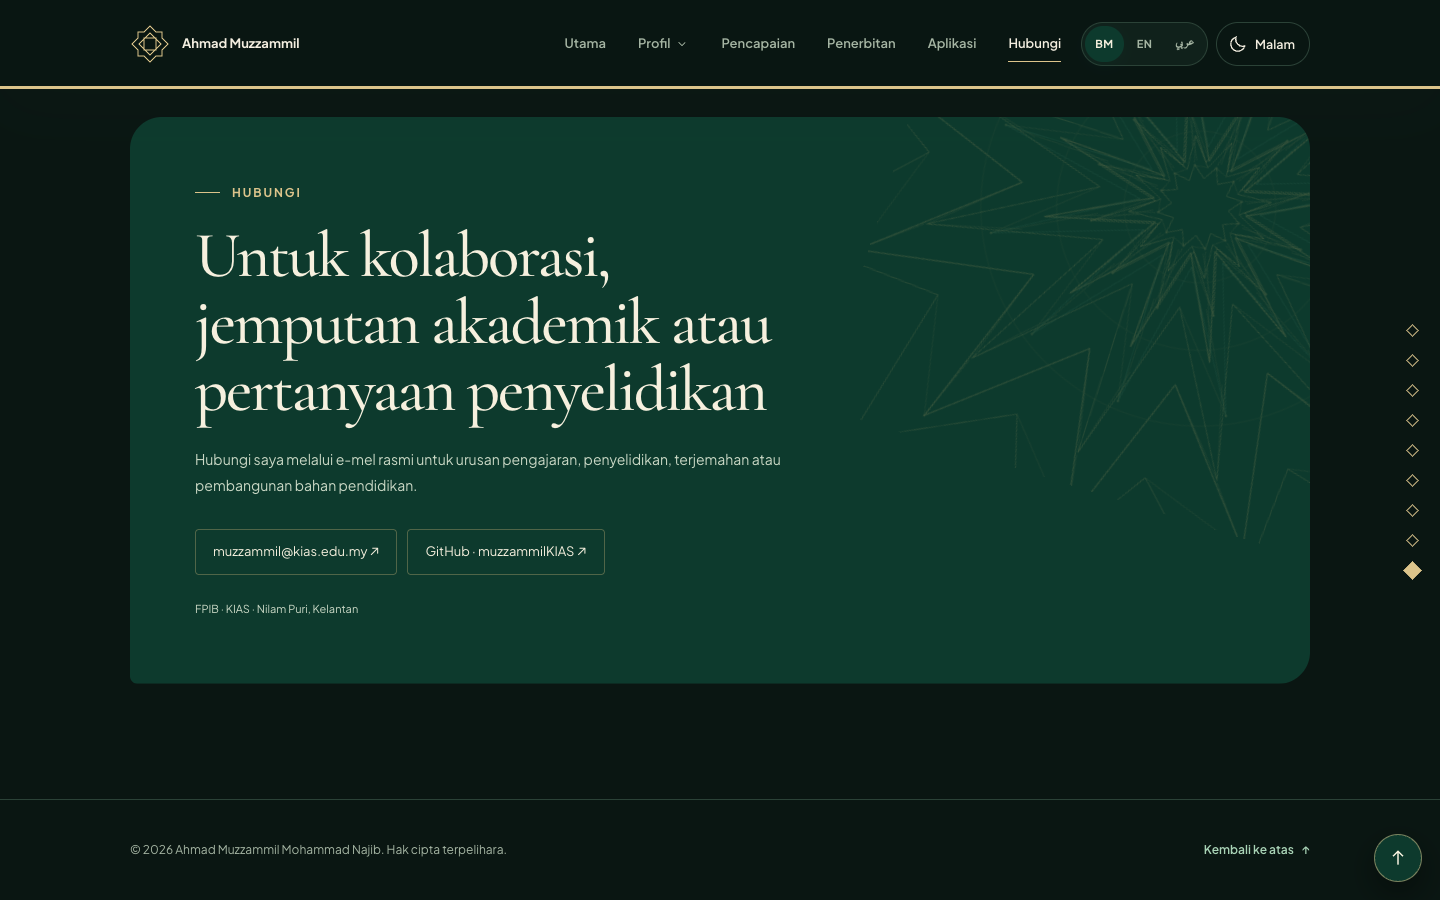 Ahmad Muzzammil
Utama
Profil
Pencapaian
Penerbitan
Aplikasi
Hubungi
BM
EN
عربي
Malam
HUBUNGI
Untuk kolaborasi,
jemputan akademik atau
pertanyaan penyelidikan
Hubungi saya melalui e-mel rasmi untuk urusan pengajaran, penyelidikan, terjemahan atau
pembangunan bahan pendidikan.
muzzammil@kias.edu.my ↗
GitHub · muzzammilKIAS ↗
FPIB · KIAS · Nilam Puri, Kelantan
© 2026 Ahmad Muzzammil Mohammad Najib. Hak cipta terpelihara.
Kembali ke atas ↑